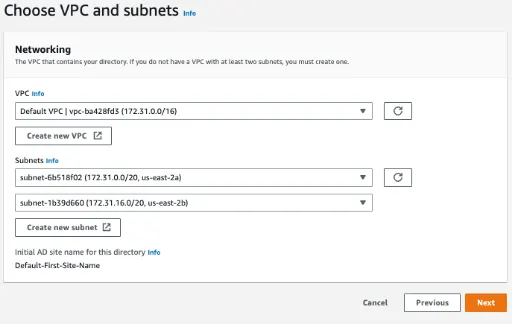 Choose VPC and subnets Info
Networking
The VPC that contains your directory. If you do not have a VPC with at least two subnets, you must create one.
VPC Info
Default VPC | vpc-ba428fd3 (172.31.0.0/16)
Create new VPC
Subnets Info
subnet-6b518f02 (172.31.0.0/20, us-east-2a)
subnet-1b39d660 (172.31.16.0/20, us-east-2b)
Create new subnet
Initial AD site name for this directory Info
Default-First-Site-Name
Cancel Previous Next